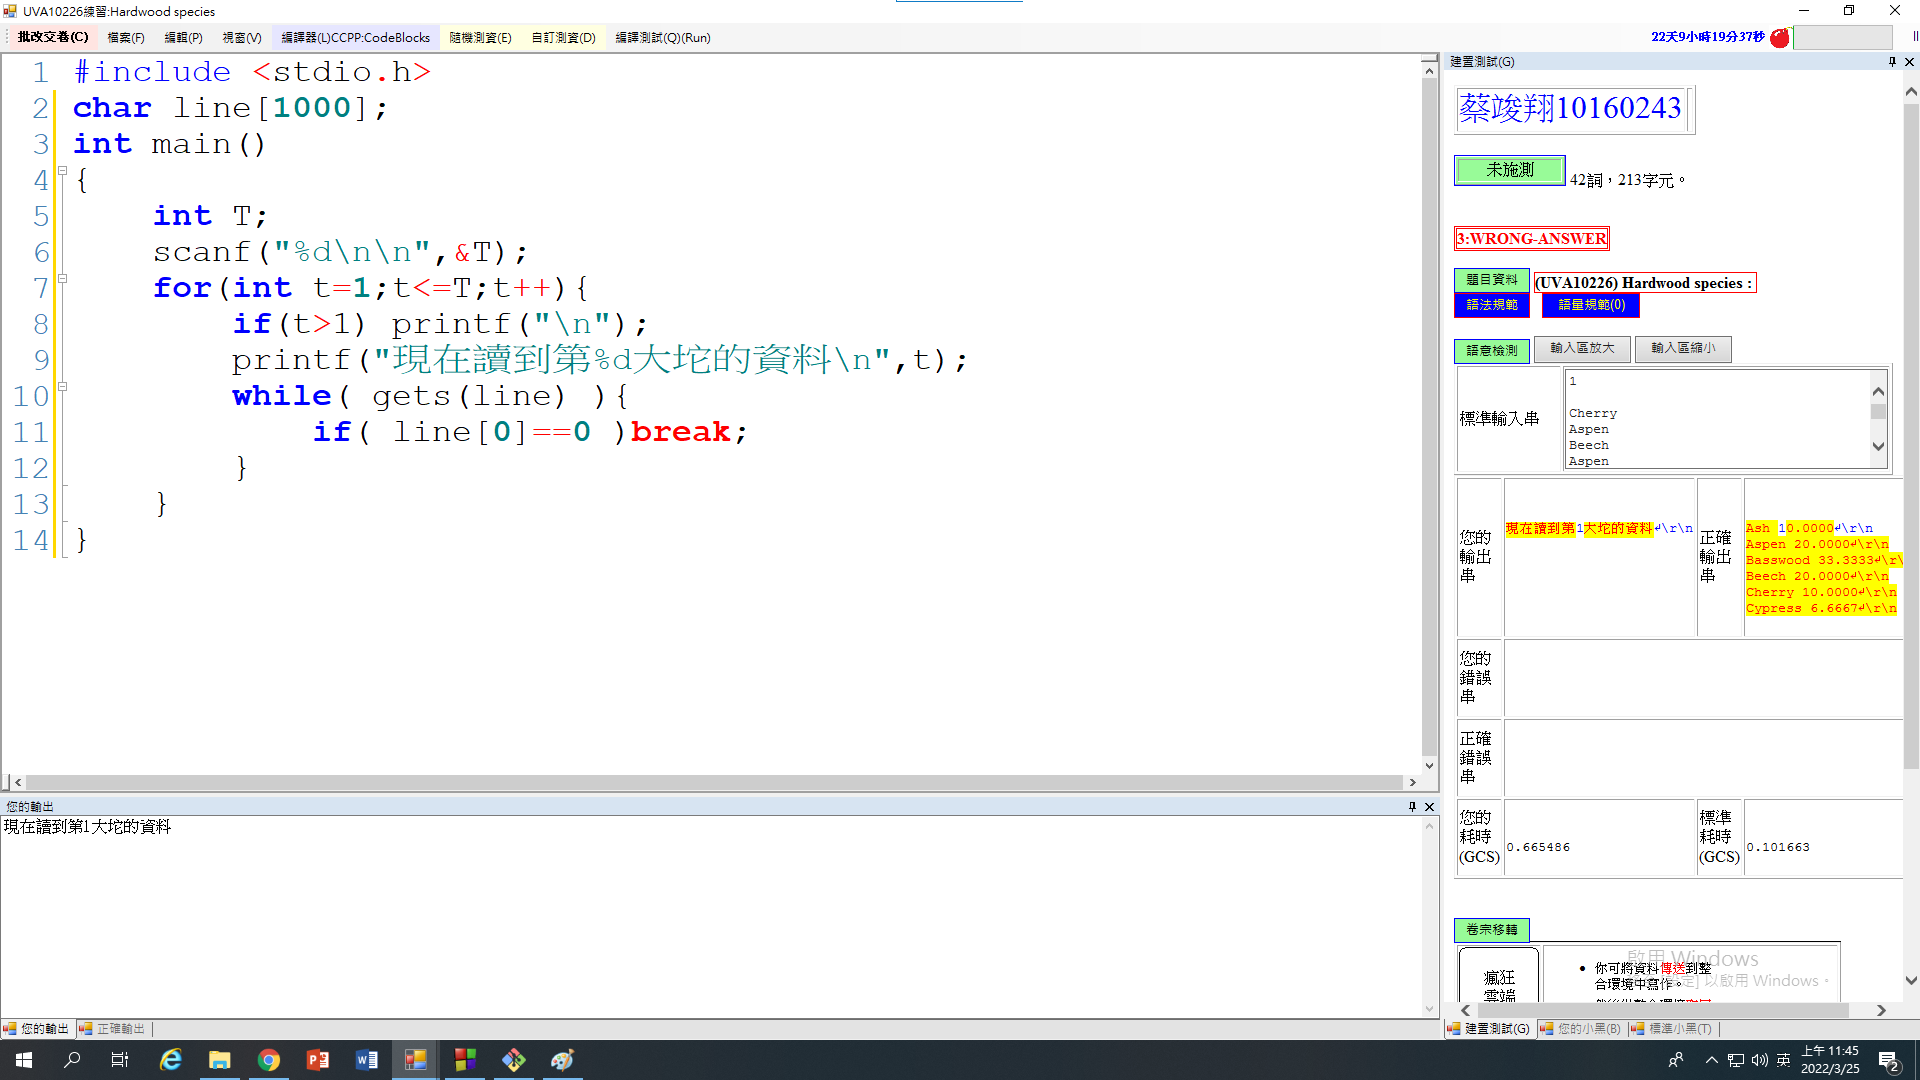 UVA10226練習:Hardwood species
批改交卷(C) 檔案(F) 編輯(P) 視窗(V) 編譯器(L)CCPP:CodeBlocks 隨機測資(E) 自訂測資(D) 編譯測試(Q)(Run) 22天9小時19分37秒
1 #include <stdio.h>
2 char line[1000];
3 int main()
4 {
5 int T;
6 scanf("%d\n\n",&T);
7 for(int t=1;t<=T;t++){
8 if(t>1) printf("\n");
9 printf("現在讀到第%d大坨的資料\n",t);
10 while( gets(line) ){
11 if( line[0]==0 )break;
12 }
13 }
14 }
您的輸出
現在讀到第1大坨的資料
您的輸出 正確輸出
建置測試(G)
蔡竣翔10160243
未施測 42詞，213字元。
3:WRONG-ANSWER
題目資料 (UVA10226) Hardwood species :
語法規範 語量規範(0)
語意檢測 輸入區放大 輸入區縮小
標準輸入串
1
Cherry
Aspen
Beech
Aspen
您的輸出串
現在讀到第1大坨的資料↲\r\n
正確輸出串
Ash 10.0000↲\r\n
Aspen 20.0000↲\r\n
Basswood 33.3333↲\r\
Beech 20.0000↲\r\n
Cherry 10.0000↲\r\n
Cypress 6.6667↲\r\n
您的錯誤串
正確錯誤串
您的耗時(GCS) 0.665486 標準耗時(GCS) 0.101663
卷宗移轉
瘋狂雲端
你可將資料傳送到整
合環境中寫作。
啟用 Windows
以啟用 Windows。
建置測試(G) 您的小黑(B) 標準小黑(T)
英
上午 11:45
2022/3/25
2